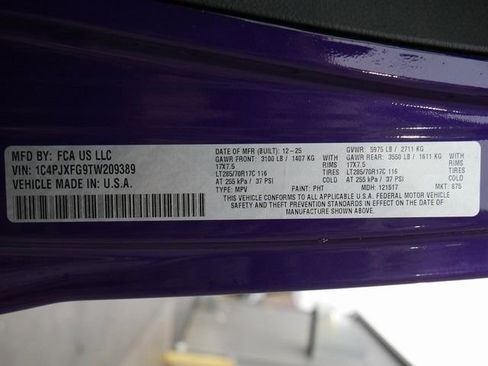 MFD BY: FCA US LLC
VIN: 1C4PJXFG9TW209389
VEHICLE MADE IN: U.S.A.
DATE OF MFR (BUILT): 12-25
GVWR: 5975 LB / 2711 KG
GAWR FRONT: 3100 LB / 1407 KG WITH
GAWR REAR: 3550 LB / 1611 KG WITH
17X7.5 RIMS
17X7.5 RIMS
LT285/70R17C 116 TIRES
LT285/70R17C 116 TIRES
AT 255 kPa / 37 PSI
AT 255 kPa / 37 PSI
TYPE: MPV
MDH: 121517
MKT: 875
THIS VEHICLE CONFORMS TO ALL APPLICABLE U.S.A. FEDERAL MOTOR VEHICLE
SAFETY AND THEFT PREVENTION STANDARDS IN EFFECT ON THE DATE OF MANUFACTURE
SHOWN ABOVE.